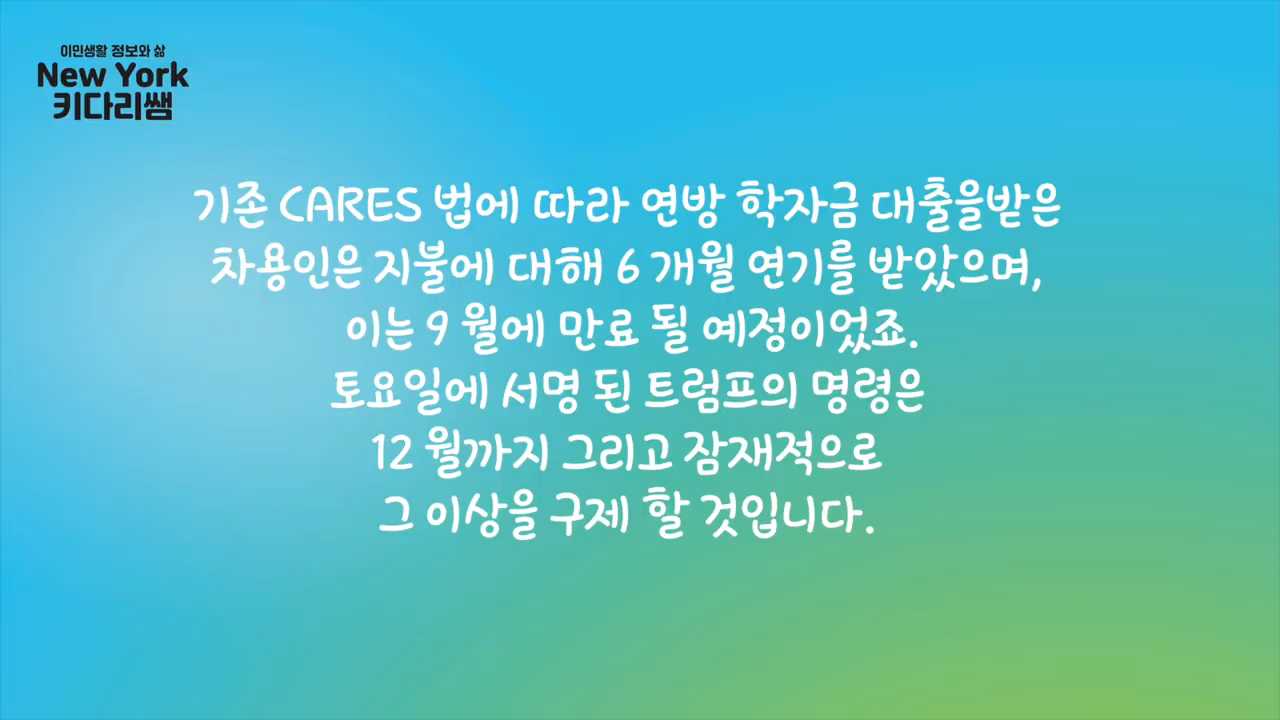 이민생활 정보와 삶
New York
키다리쌤
기존 CARES 법에 따라 연방 학자금 대출을받은
차용인은 지불에 대해 6 개월 연기를 받았으며,
이는 9 월에 만료 될 예정이었죠.
토요일에 서명 된 트럼프의 명령은
12 월까지 그리고 잠재적으로
그 이상을 구제 할 것입니다.